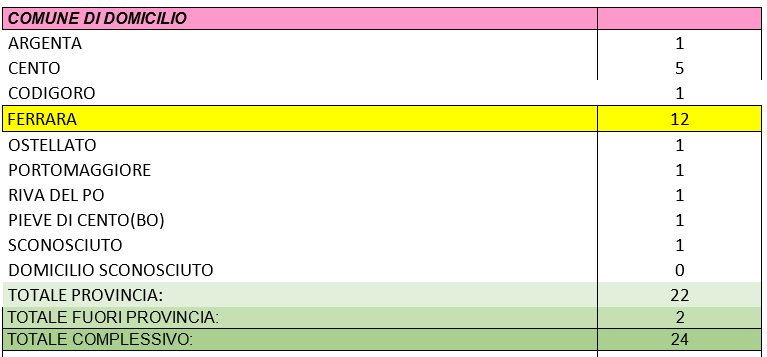 COMUNE DI DOMICILIO
ARGENTA 1
CENTO 5
CODIGORO 1
FERRARA 12
OSTELLATO 1
PORTOMAGGIORE 1
RIVA DEL PO 1
PIEVE DI CENTO(BO) 1
SCONOSCIUTO 1
DOMICILIO SCONOSCIUTO 0
TOTALE PROVINCIA: 22
TOTALE FUORI PROVINCIA: 2
TOTALE COMPLESSIVO: 24